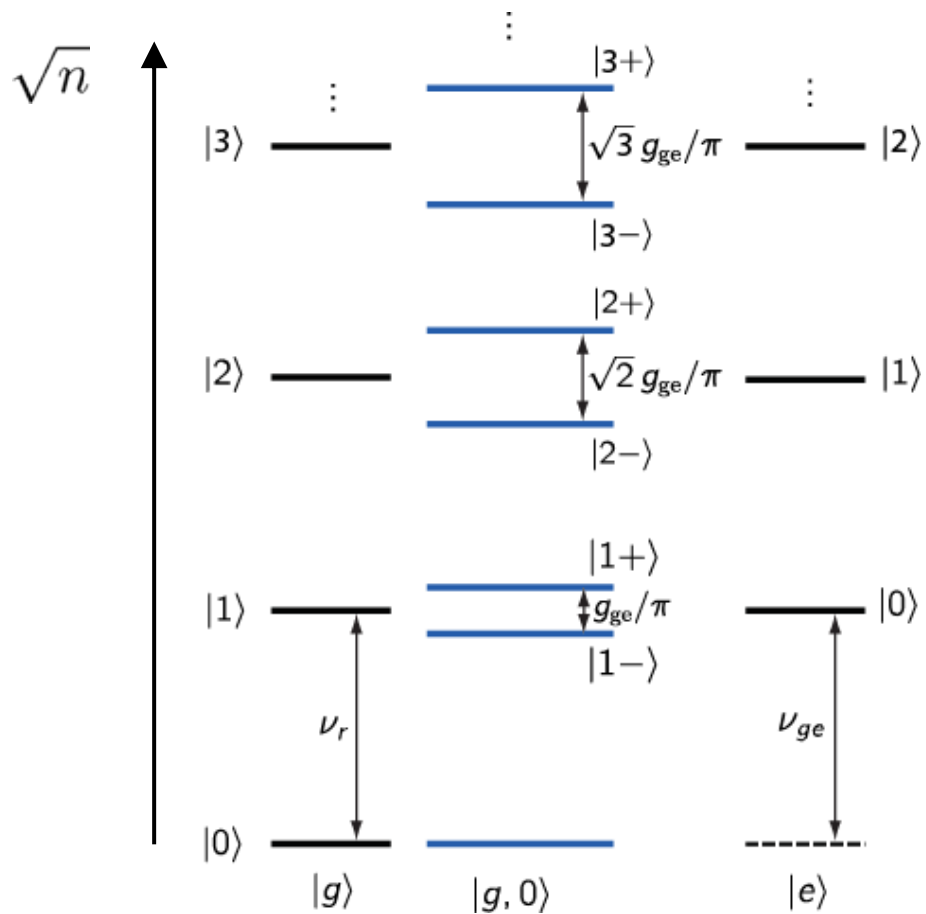 ⋮
√n
|3+⟩
⋮
⋮
|3⟩
√3 g_ge/π
|2⟩
|3−⟩
|2+⟩
|2⟩
√2 g_ge/π
|1⟩
|2−⟩
|1+⟩
|1⟩
g_ge/π
|0⟩
|1−⟩
ν_r
ν_ge
|0⟩
|g⟩
|g, 0⟩
|e⟩